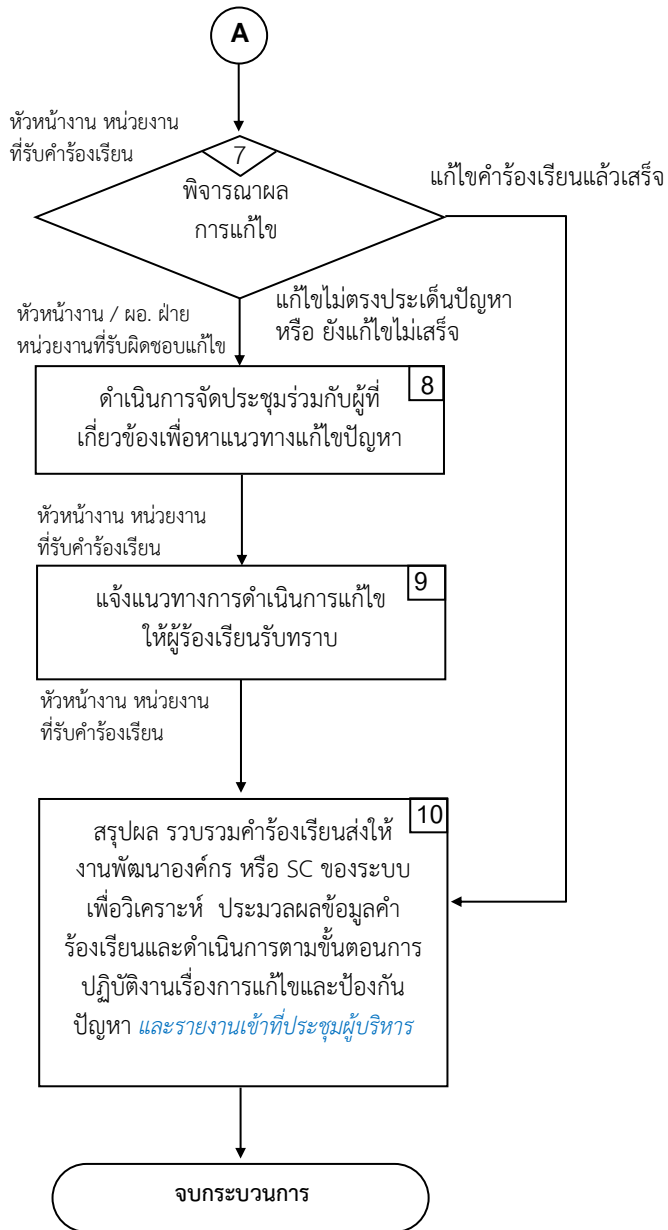 A
หัวหน้างาน หน่วยงาน
ที่รับคำร้องเรียน
7
พิจารณาผล
การแก้ไข
แก้ไขคำร้องเรียนแล้วเสร็จ
แก้ไขไม่ตรงประเด็นปัญหา
หรือ ยังแก้ไขไม่เสร็จ
หัวหน้างาน / ผอ. ฝ่าย
หน่วยงานที่รับผิดชอบแก้ไข
8
ดำเนินการจัดประชุมร่วมกับผู้ที่
เกี่ยวข้องเพื่อหาแนวทางแก้ไขปัญหา
หัวหน้างาน หน่วยงาน
ที่รับคำร้องเรียน
9
แจ้งแนวทางการดำเนินการแก้ไข
ให้ผู้ร้องเรียนรับทราบ
หัวหน้างาน หน่วยงาน
ที่รับคำร้องเรียน
10
สรุปผล รวบรวมคำร้องเรียนส่งให้
งานพัฒนาองค์กร หรือ SC ของระบบ
เพื่อวิเคราะห์ ประมวลผลข้อมูลคำ
ร้องเรียนและดำเนินการตามขั้นตอนการ
ปฏิบัติงานเรื่องการแก้ไขและป้องกัน
ปัญหา และรายงานเข้าที่ประชุมผู้บริหาร
จบกระบวนการ